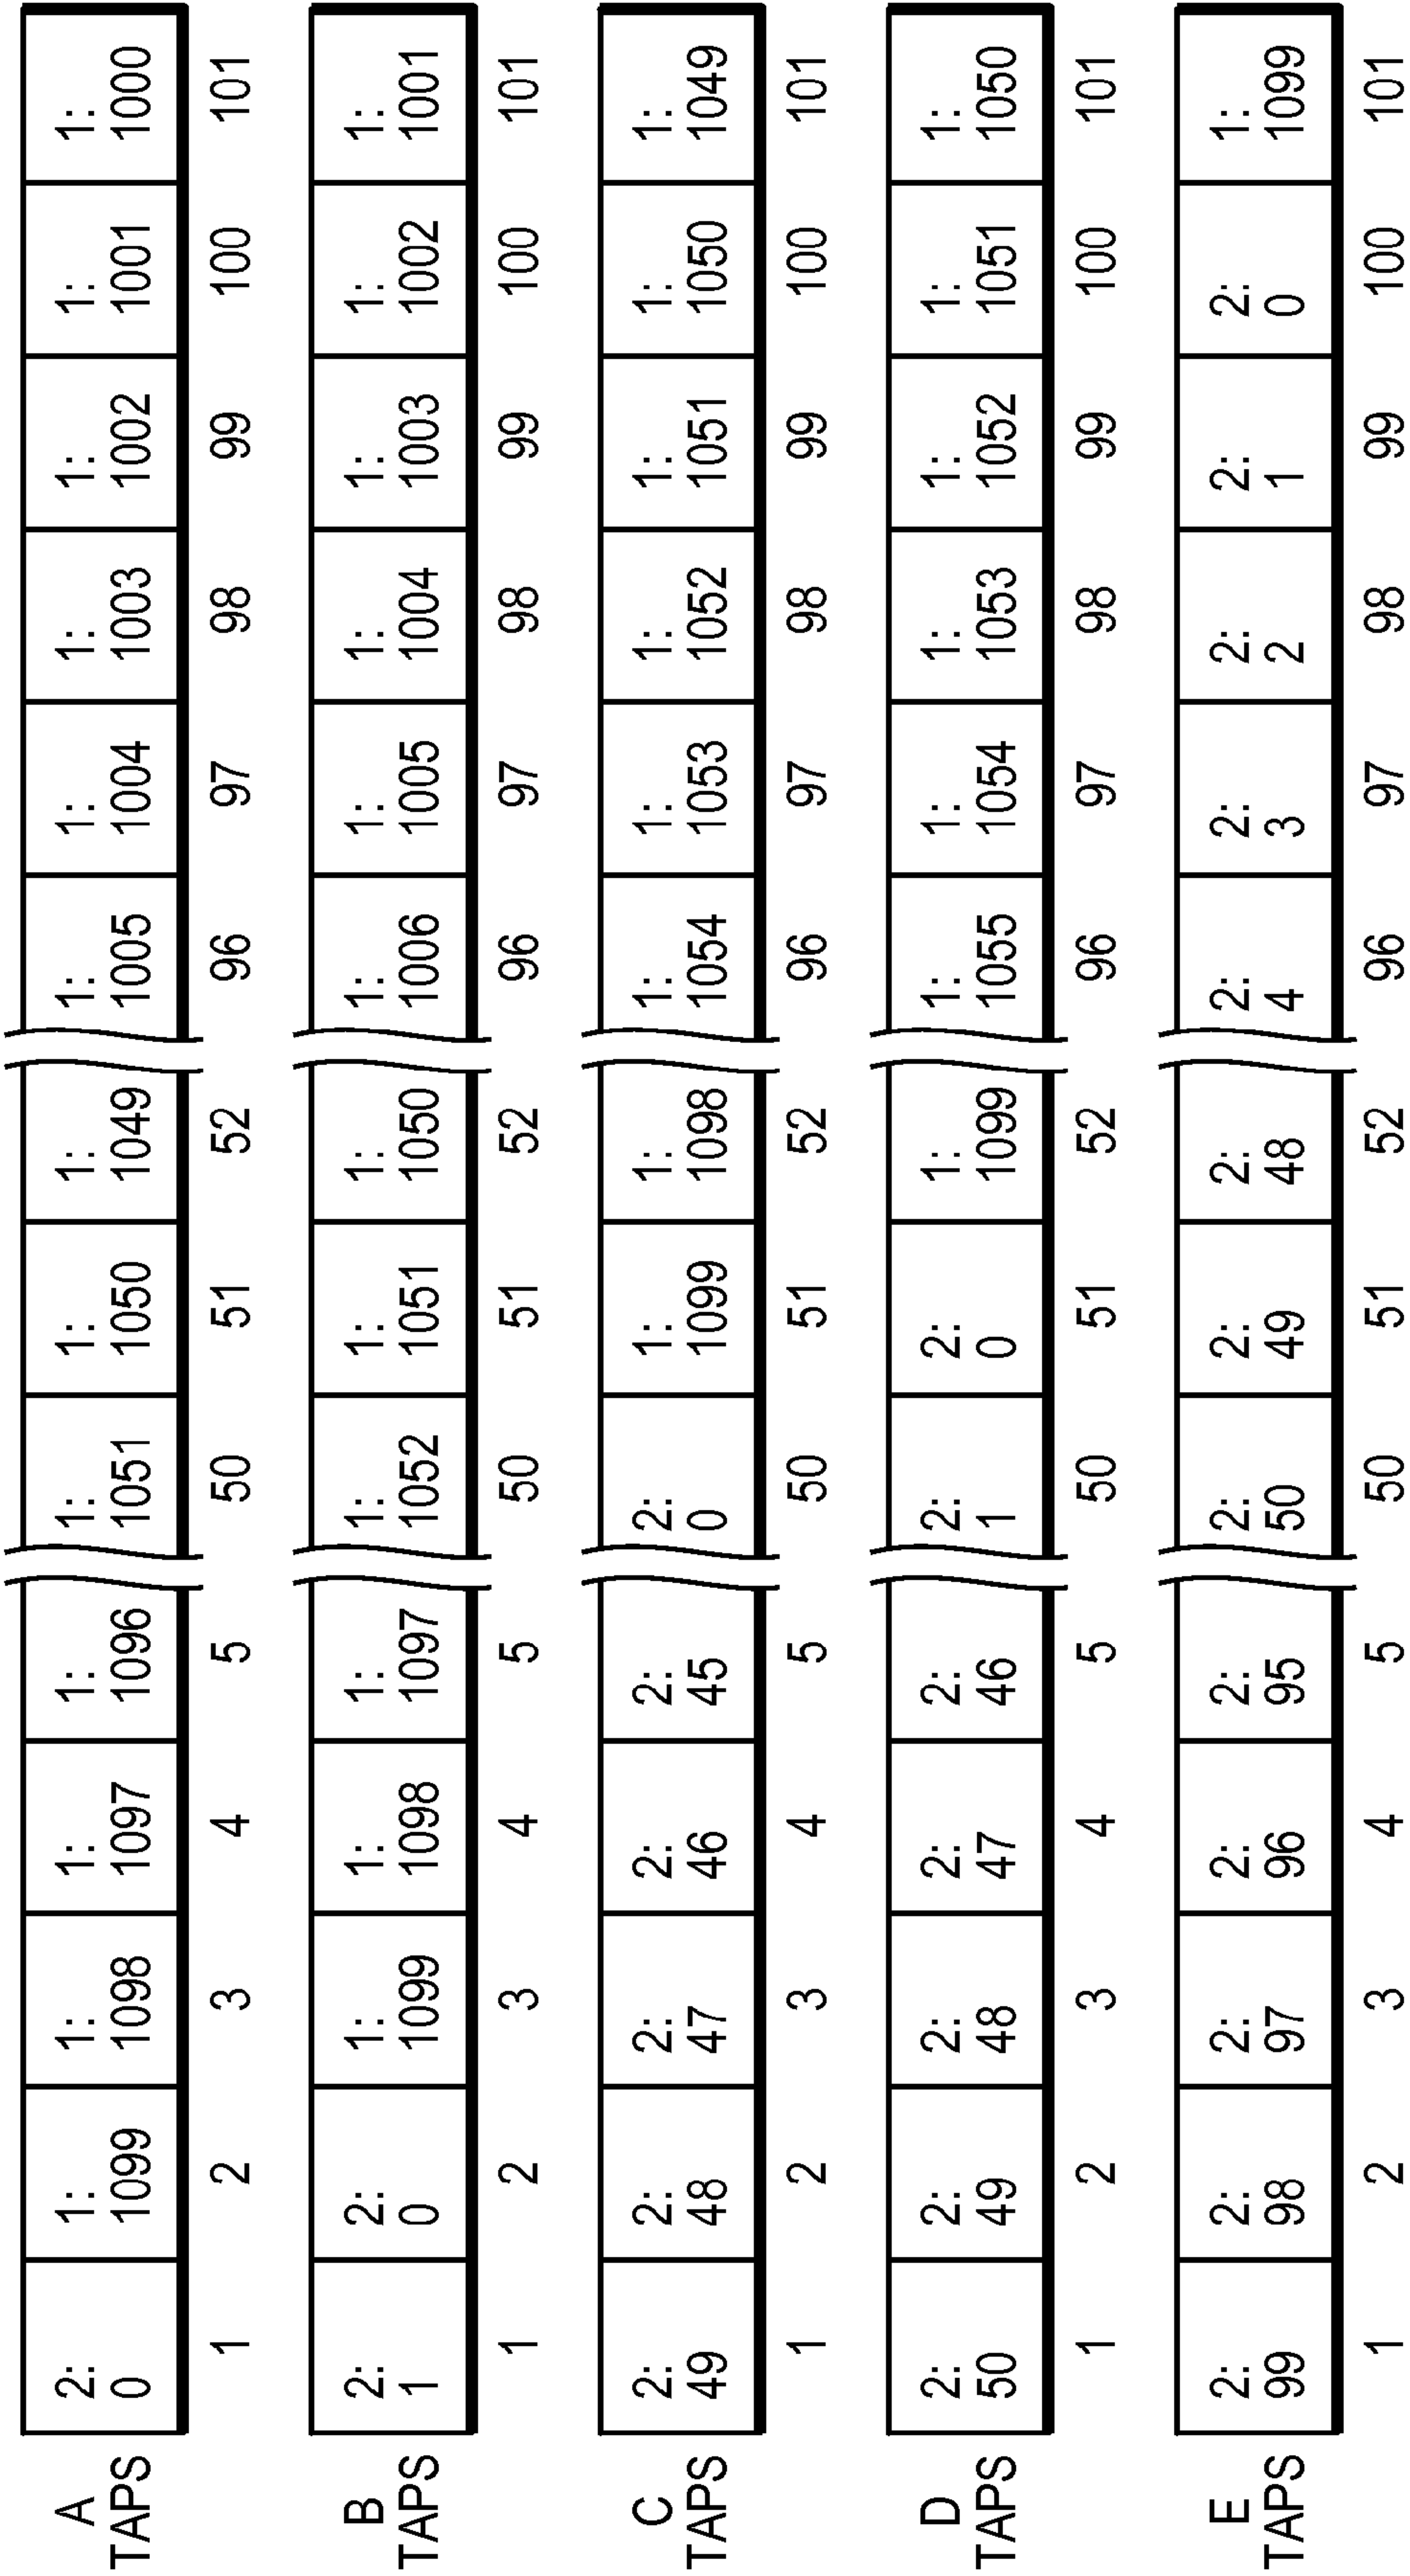 A 2: 1: 1: 1: 1: 1: 1: 1: 1: 1: 1: 1: 1: 1:
TAPS 0 1099 1098 1097 1096 1051 1050 1049 1005 1004 1003 1002 1001 1000
1 2 3 4 5 50 51 52 96 97 98 99 100 101
B 2: 2: 1: 1: 1: 1: 1: 1: 1: 1: 1: 1: 1: 1:
TAPS 1 0 1099 1098 1097 1052 1051 1050 1006 1005 1004 1003 1002 1001
1 2 3 4 5 50 51 52 96 97 98 99 100 101
C 2: 2: 2: 2: 2: 2: 1: 1: 1: 1: 1: 1: 1: 1:
TAPS 49 48 47 46 45 0 1099 1098 1054 1053 1052 1051 1050 1049
1 2 3 4 5 50 51 52 96 97 98 99 100 101
D 2: 2: 2: 2: 2: 2: 2: 1: 1: 1: 1: 1: 1: 1:
TAPS 50 49 48 47 46 1 0 1099 1055 1054 1053 1052 1051 1050
1 2 3 4 5 50 51 52 96 97 98 99 100 101
E 2: 2: 2: 2: 2: 2: 2: 2: 2: 2: 2: 2: 2: 1:
TAPS 99 98 97 96 95 50 49 48 4 3 2 1 0 1099
1 2 3 4 5 50 51 52 96 97 98 99 100 101